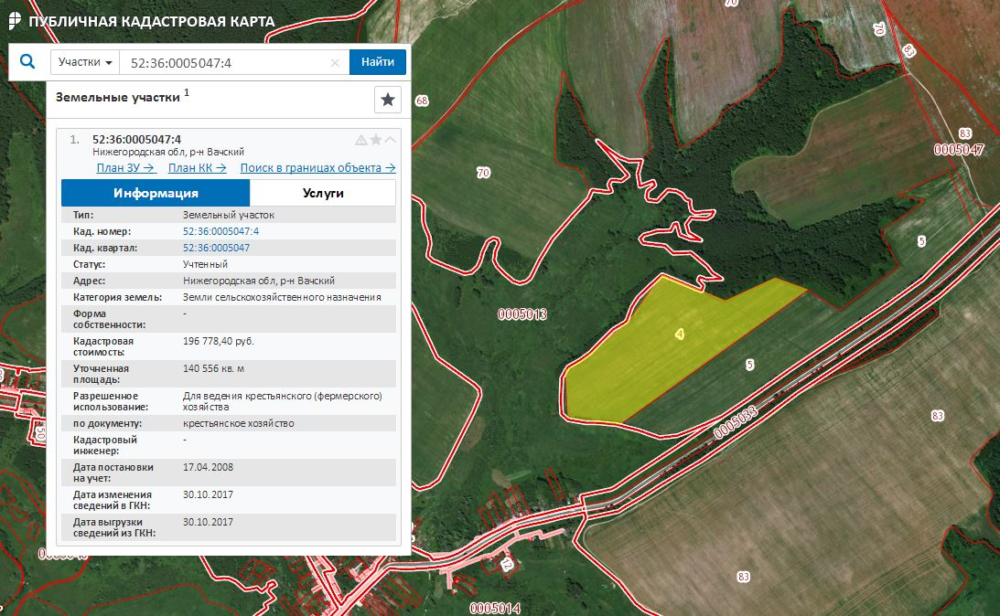 ПУБЛИЧНАЯ КАДАСТРОВАЯ КАРТА
Участки 52:36:0005047:4 × Найти
Земельные участки 1
1. 52:36:0005047:4
Нижегородская обл, р-н Вачский
План ЗУ → План КК → Поиск в границах объекта →
Информация Услуги
Тип: Земельный участок
Кад. номер: 52:36:0005047:4
Кад. квартал: 52:36:0005047
Статус: Учтенный
Адрес: Нижегородская обл, р-н Вачский
Категория земель: Земли сельскохозяйственного назначения
Форма собственности: -
Кадастровая стоимость: 196 778,40 руб.
Уточненная площадь: 140 556 кв. м
Разрешенное использование: Для ведения крестьянского (фермерского) хозяйства
по документу: крестьянское хозяйство
Кадастровый инженер: -
Дата постановки на учет: 17.04.2008
Дата изменения сведений в ГКН: 30.10.2017
Дата выгрузки сведений из ГКН: 30.10.2017
70
70
83
68
83
0005047
70
5
0005013
4
5
0005033
83
50
12
83
0005014